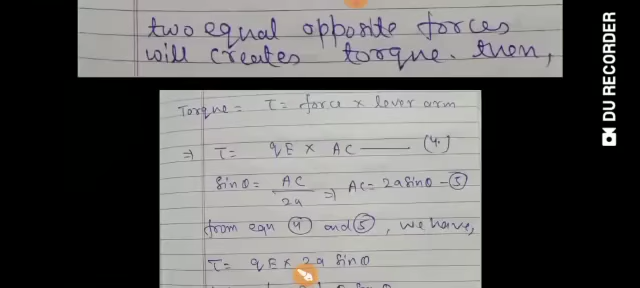 two equal opposite forces
will creates torque. then,
Torque = τ = force × lever arm
⇒ τ = qE × AC —— (4.)
sinθ = AC / 2a ⇒ AC = 2a sinθ - (5)
from eqn (4) and (5), we have,
τ = qE × 2a sinθ
DU RECORDER